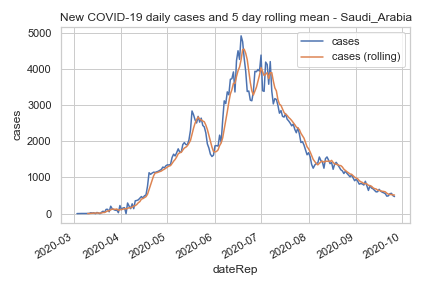 New COVID-19 daily cases and 5 day rolling mean - Saudi_Arabia
cases
cases (rolling)
5000
4000
3000
2000
1000
0
cases
2020-03
2020-04
2020-05
2020-06
2020-07
2020-08
2020-09
2020-10
dateRep